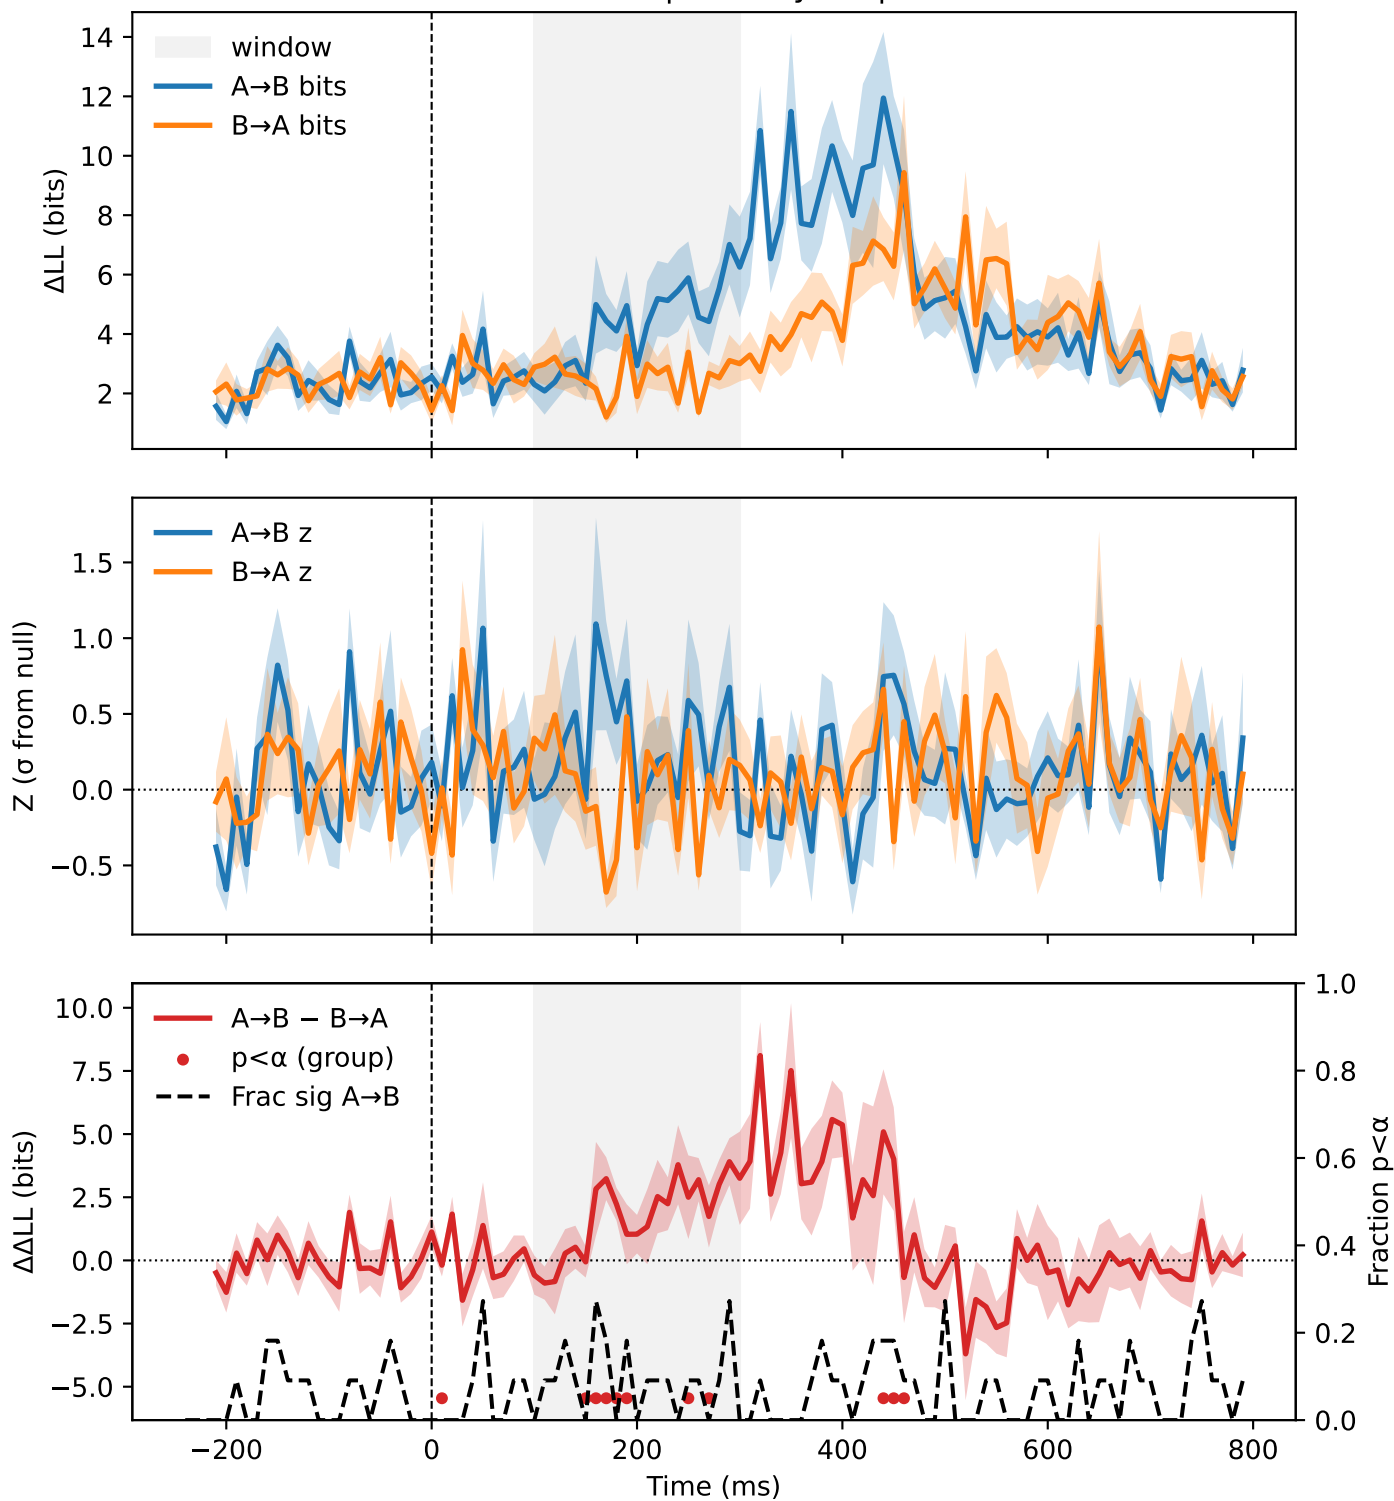 14
12
10
8
6
4
2
ΔLL (bits)
window
A→B bits
B→A bits
1.5
1.0
0.5
0.0
−0.5
Z (σ from null)
A→B z
B→A z
10.0
7.5
5.0
2.5
0.0
−2.5
−5.0
ΔΔLL (bits)
A→B − B→A
p<α (group)
Frac sig A→B
1.0
0.8
0.6
0.4
0.2
0.0
Fraction p<α
−200 0 200 400 600 800
Time (ms)